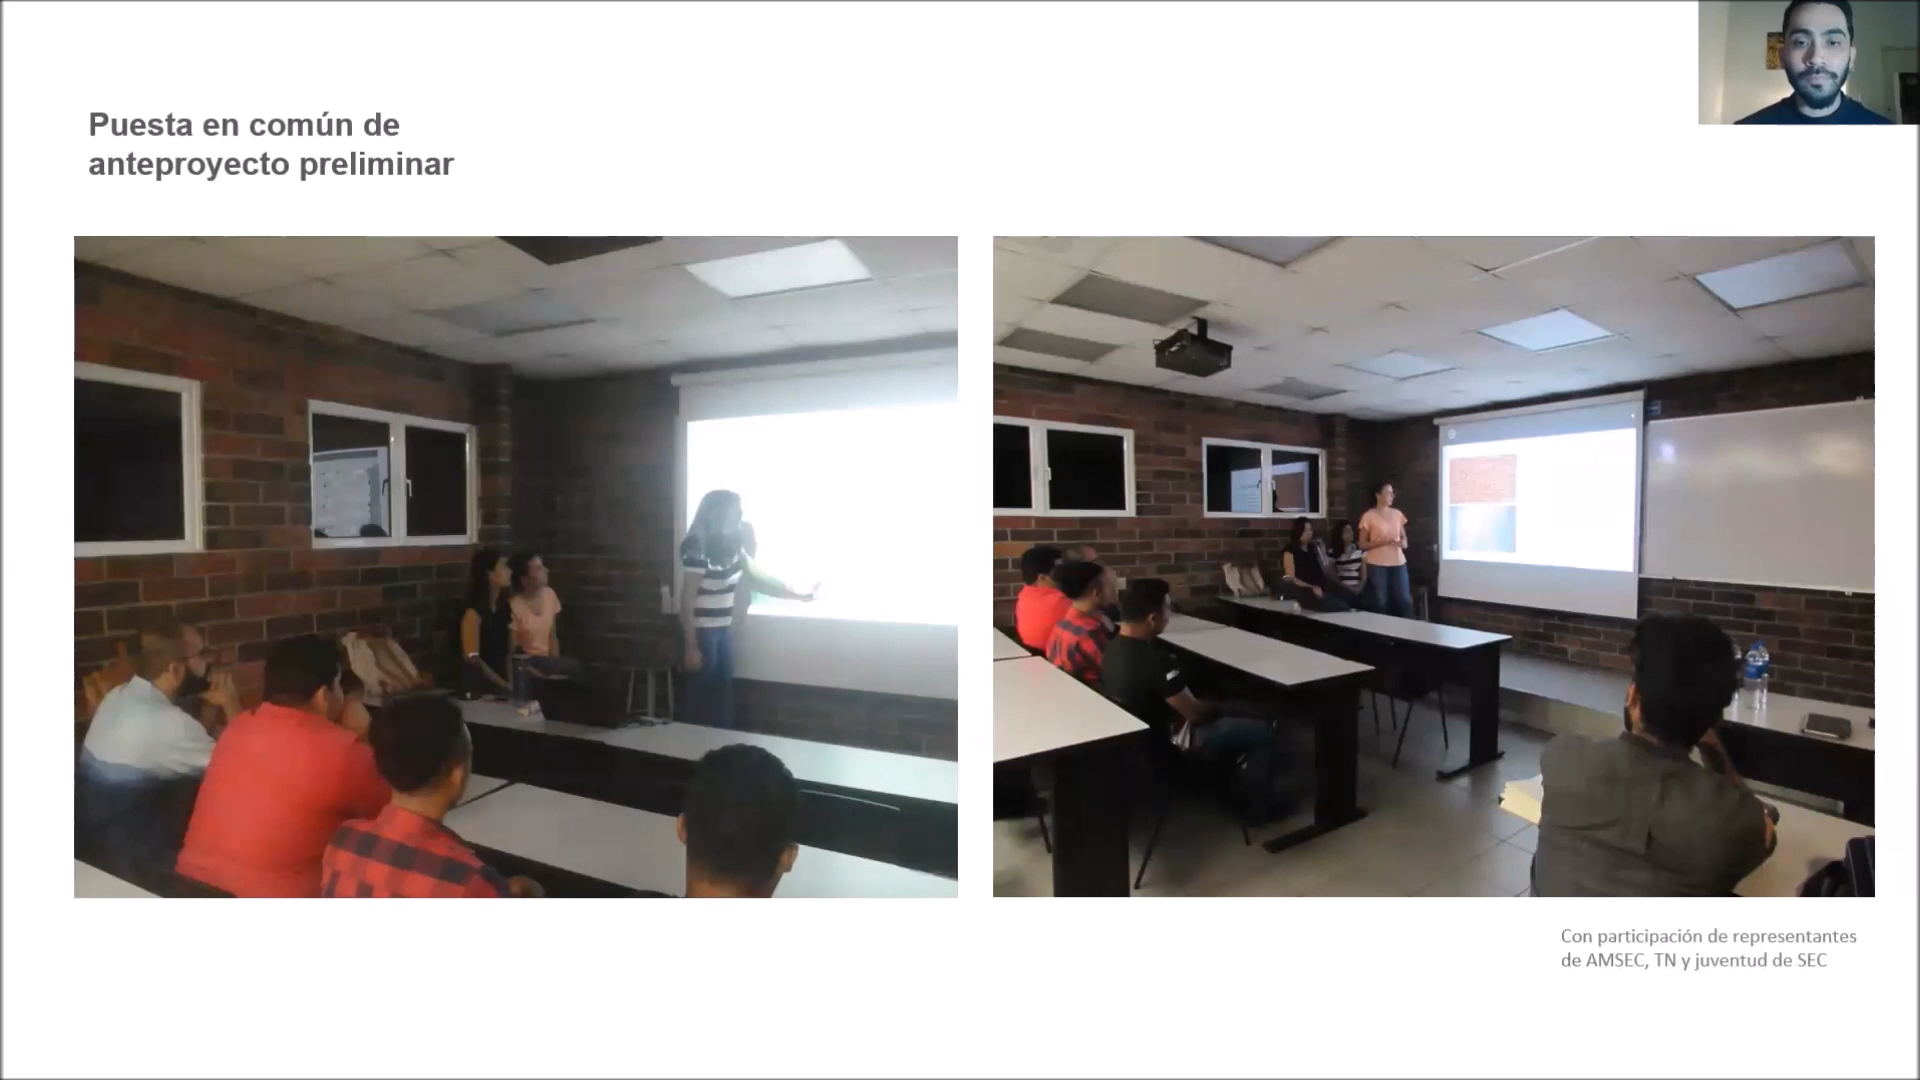 Puesta en común de
anteproyecto preliminar
Con participación de representantes
de AMSEC, TN y juventud de SEC